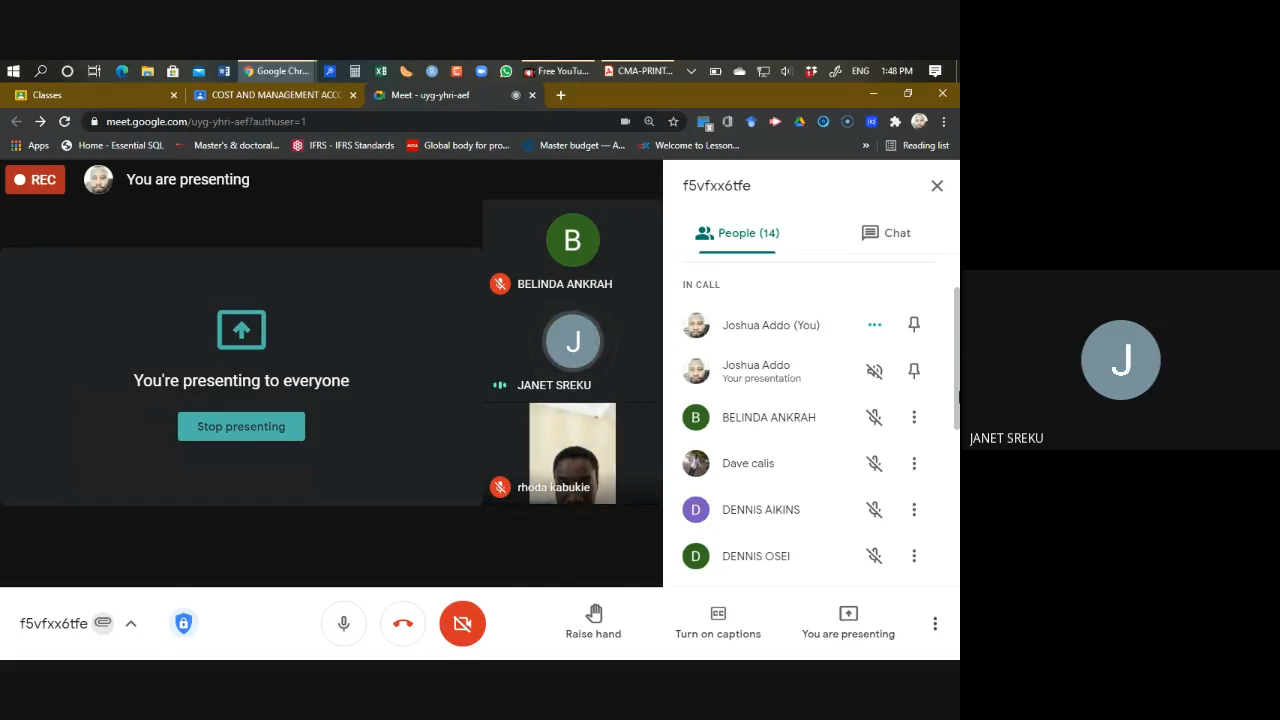 Google Chr...
Free YouTu...
CMA-PRINT...
ENG
1:48 PM
Classes
COST AND MANAGEMENT ACCC
Meet - uyg-yhri-aef
meet.google.com/uyg-yhri-aef?authuser=1
Apps
Home - Essential SQL
Master's & doctoral...
IFRS - IFRS Standards
Global body for pro...
Master budget — A...
Welcome to Lesson...
»
Reading list
REC
You are presenting
f5vfxx6tfe
People (14)
Chat
B
BELINDA ANKRAH
J
JANET SREKU
rhoda kabukie
You're presenting to everyone
Stop presenting
IN CALL
Joshua Addo (You)
Joshua Addo
Your presentation
B
BELINDA ANKRAH
Dave calls
D
DENNIS AIKINS
D
DENNIS OSEI
f5vfxx6tfe
Raise hand
CC
Turn on captions
You are presenting
J
JANET SREKU